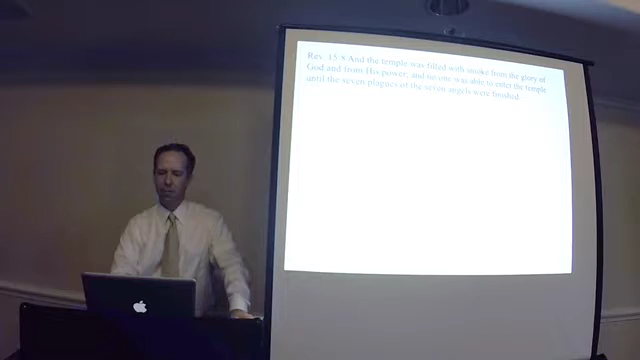 Rev. 15:8 And the temple was filled with smoke from the glory of
God and from His power, and no one was able to enter the temple
until the seven plagues of the seven angels were finished.